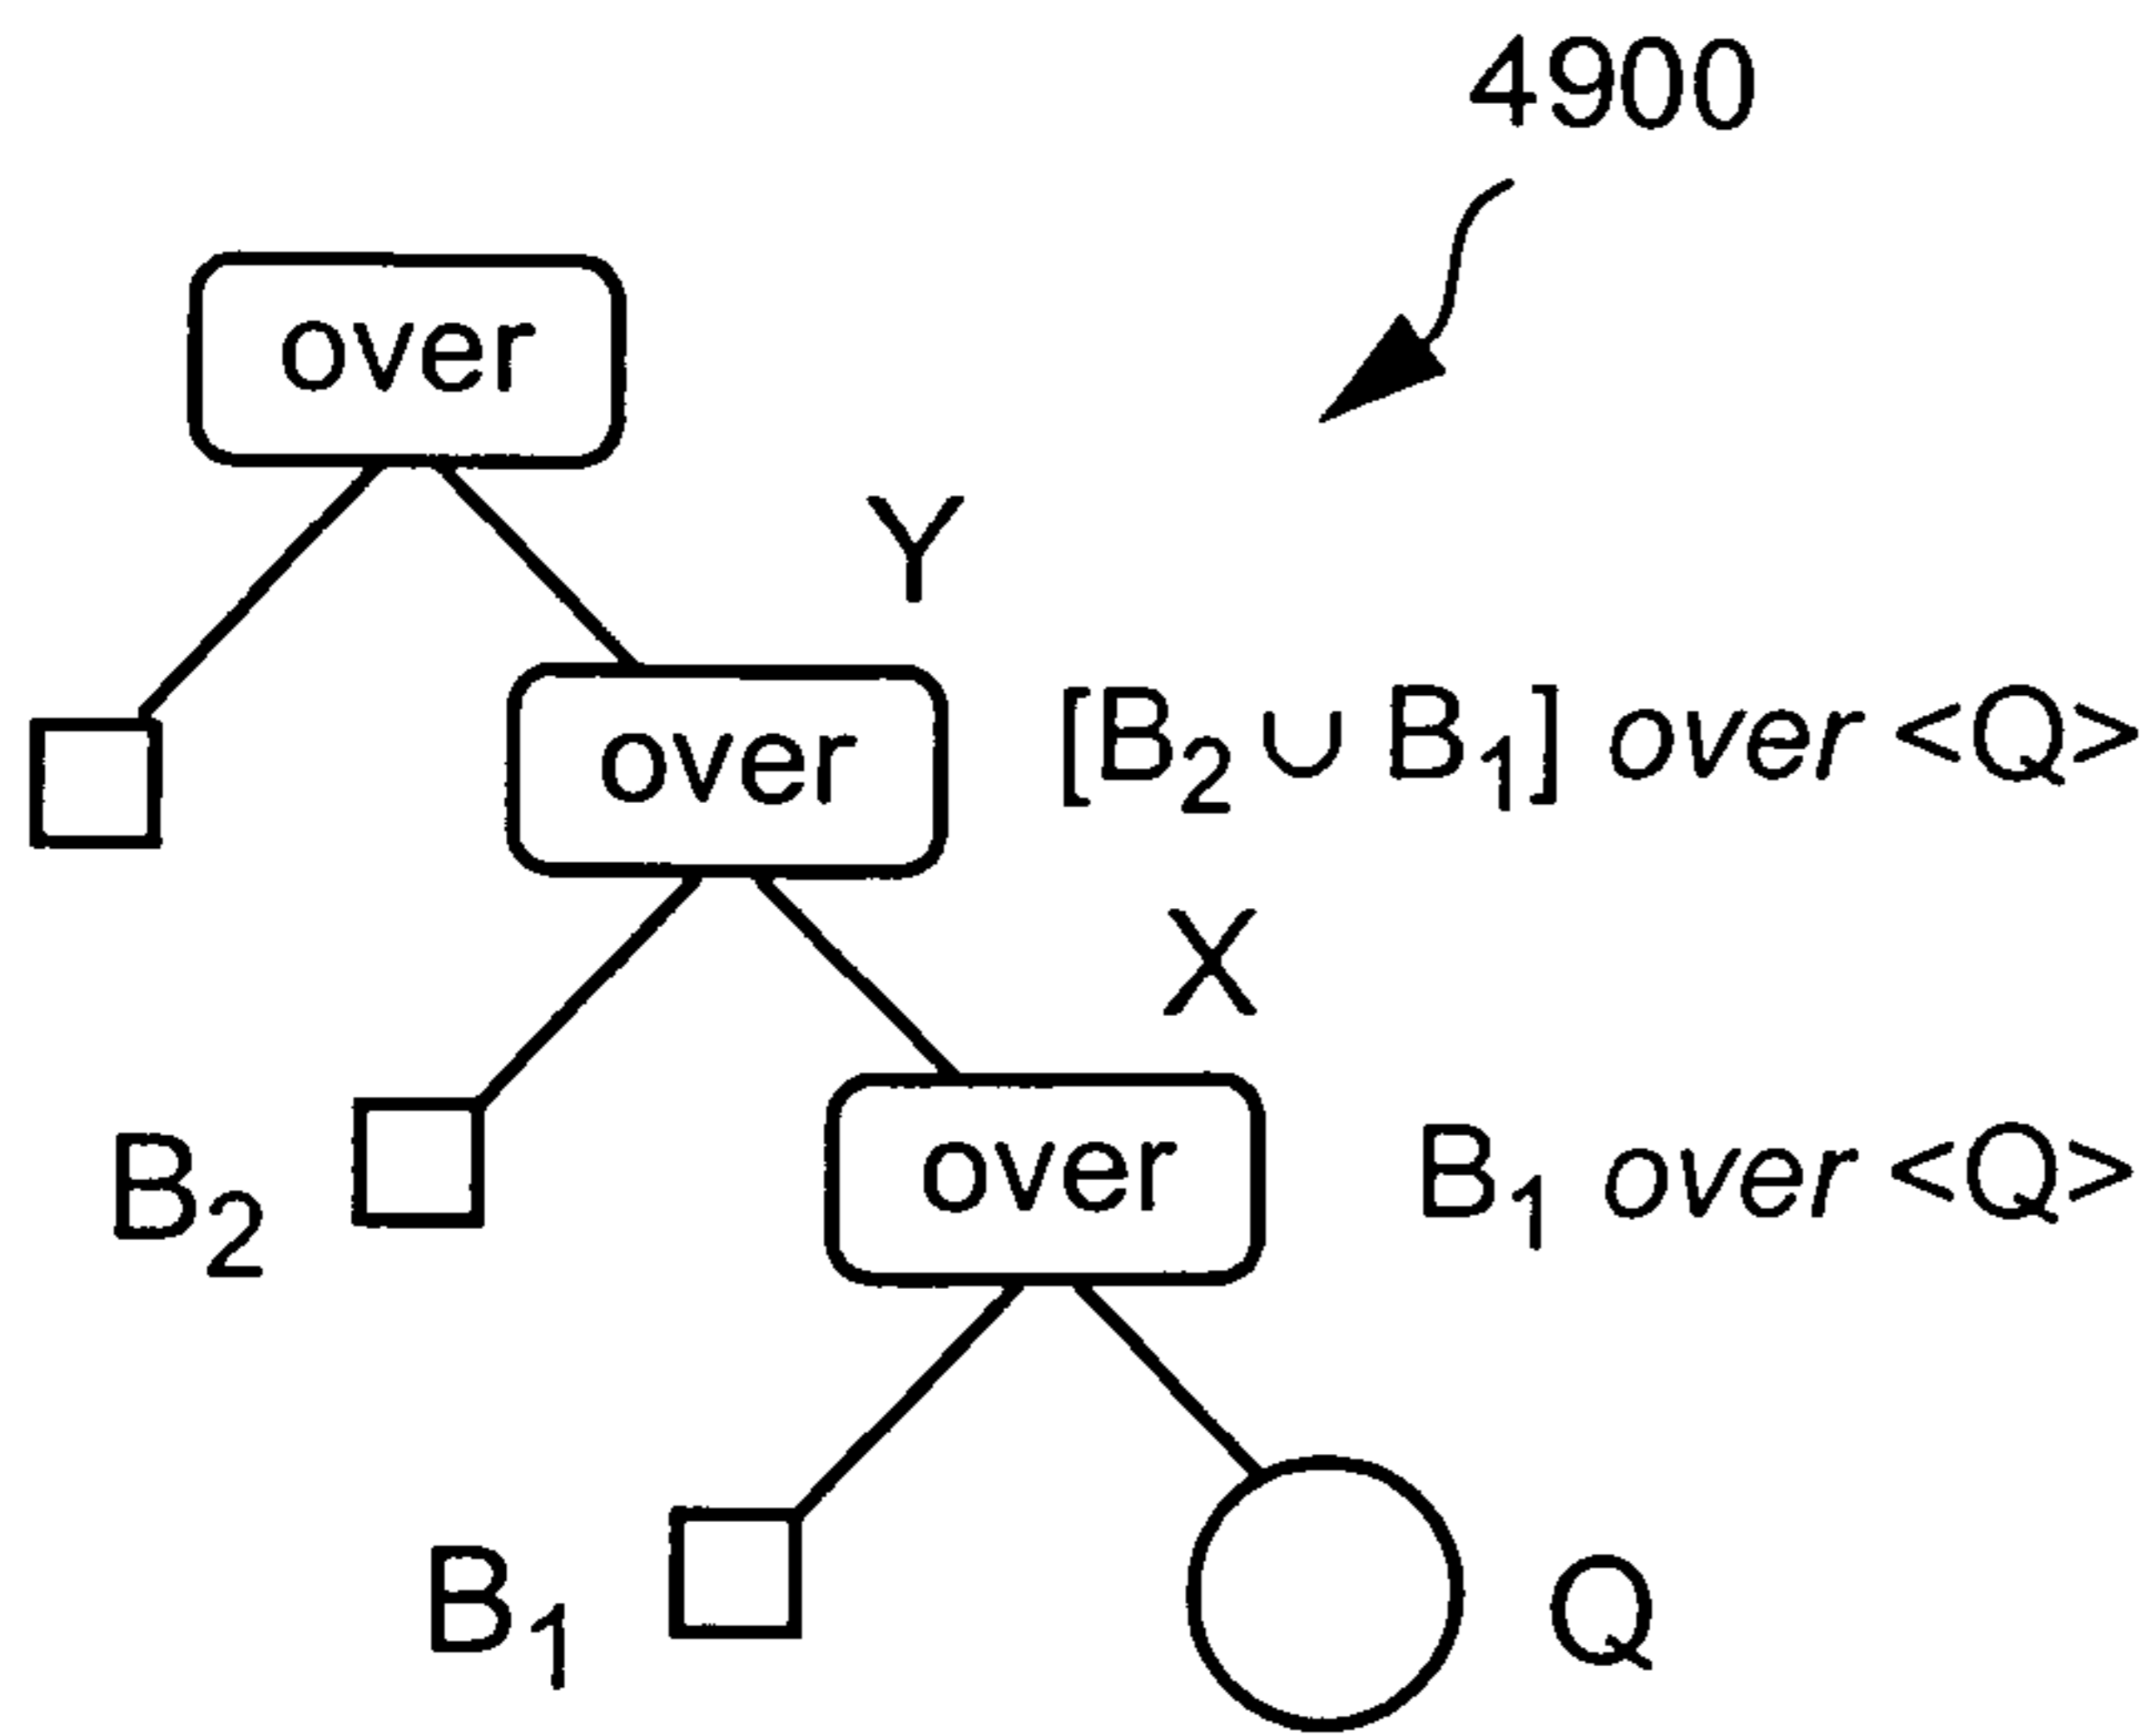 4900
over
Y
over [B₂ ∪ B₁] over <Q>
X
B₂
over B₁ over <Q>
B₁
Q